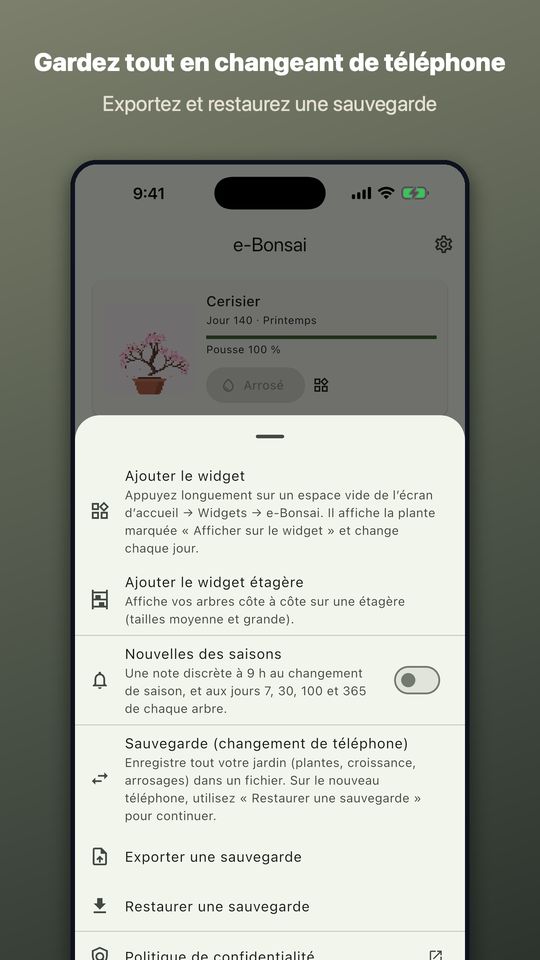 Gardez tout en changeant de téléphone
Exportez et restaurez une sauvegarde
9:41
e-Bonsai
Cerisier
Jour 140 · Printemps
Pousse 100 %
Arrosé
Ajouter le widget
Appuyez longuement sur un espace vide de l’écran
d’accueil → Widgets → e-Bonsai. Il affiche la plante
marquée « Afficher sur le widget » et change
chaque jour.
Ajouter le widget étagère
Affiche vos arbres côte à côte sur une étagère
(tailles moyenne et grande).
Nouvelles des saisons
Une note discrète à 9 h au changement
de saison, et aux jours 7, 30, 100 et 365
de chaque arbre.
Sauvegarde (changement de téléphone)
Enregistre tout votre jardin (plantes, croissance,
arrosages) dans un fichier. Sur le nouveau
téléphone, utilisez « Restaurer une sauvegarde »
pour continuer.
Exporter une sauvegarde
Restaurer une sauvegarde
Politique de confidentialité